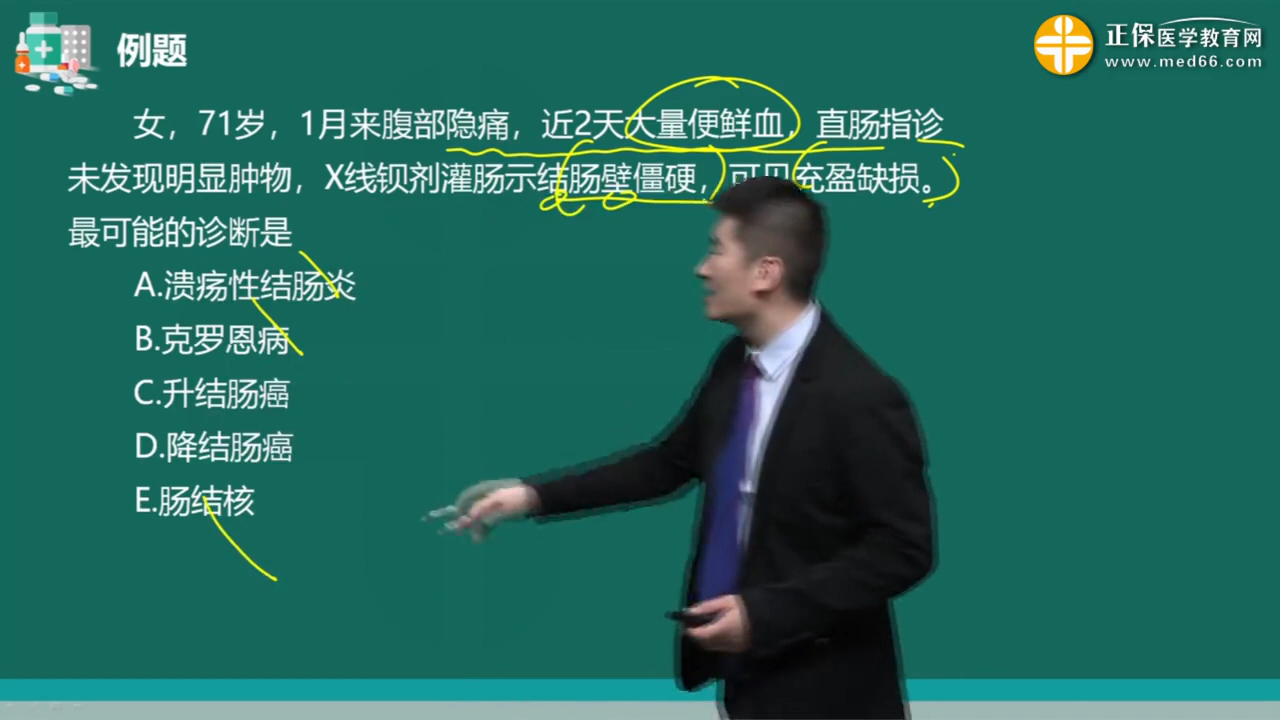 例题
正保医学教育网
www.med66.com
女，71岁，1月来腹部隐痛，近2天大量便鲜血，直肠指诊
未发现明显肿物，X线钡剂灌肠示结肠壁僵硬，可见充盈缺损。
最可能的诊断是
A.溃疡性结肠炎
B.克罗恩病
C.升结肠癌
D.降结肠癌
E.肠结核